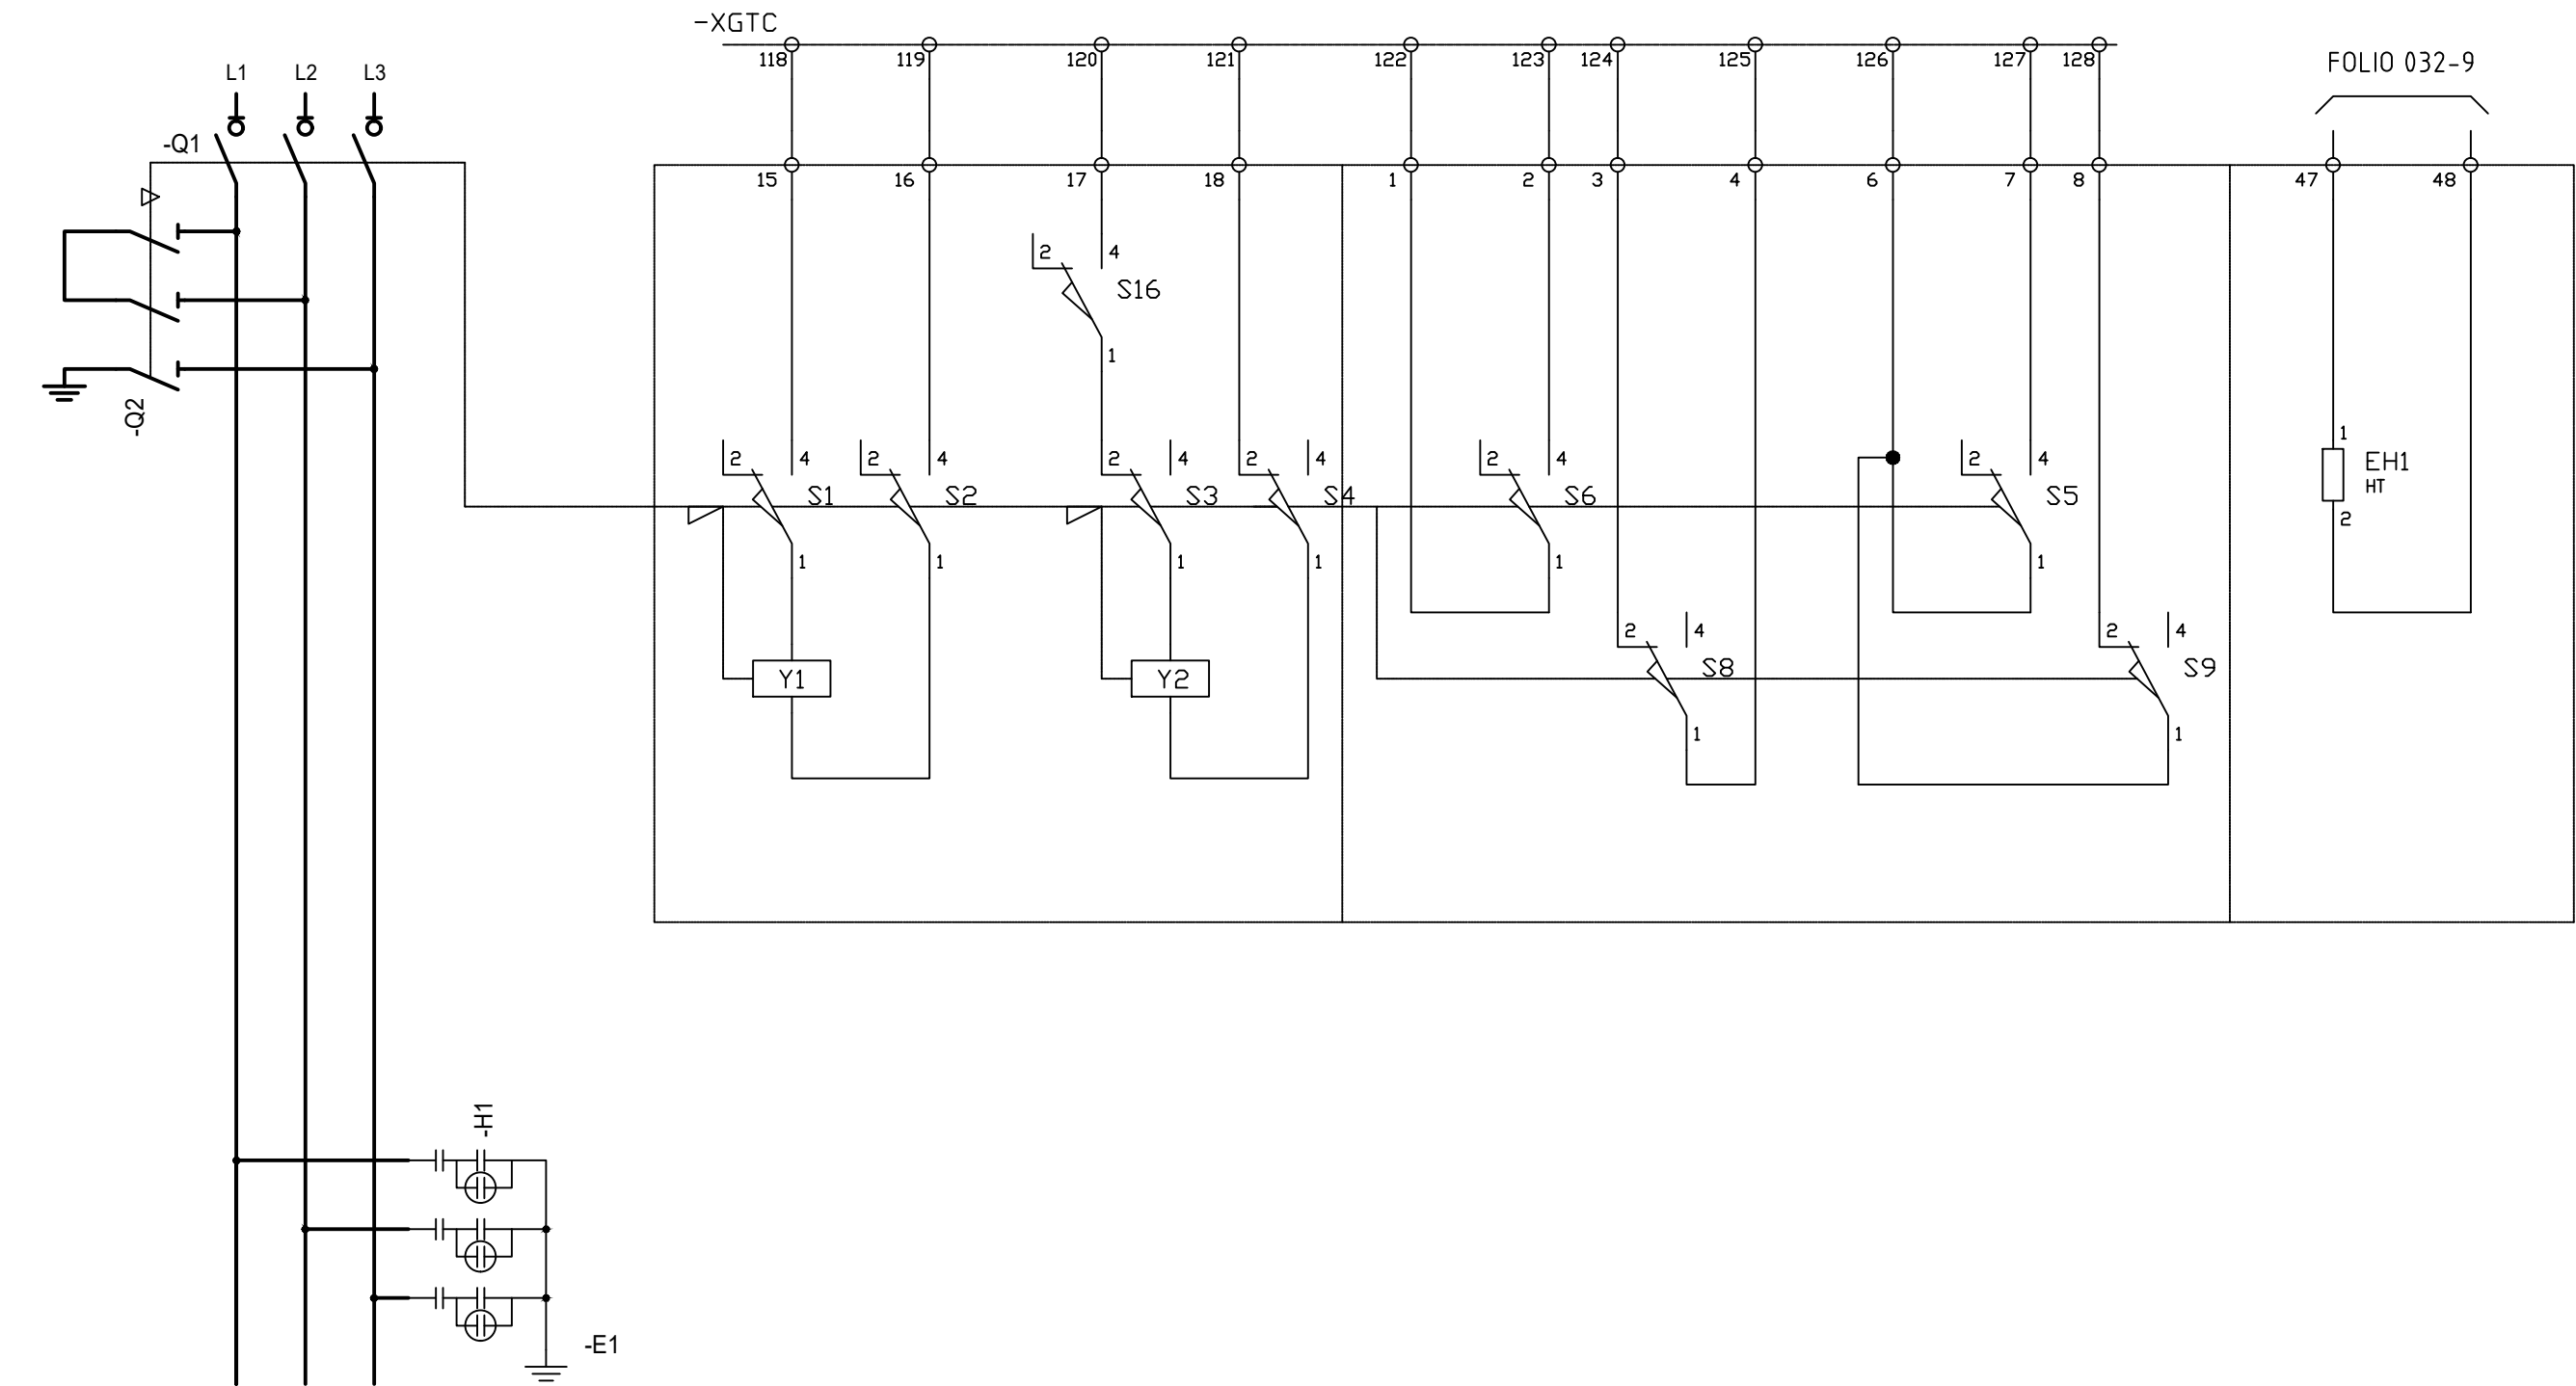 -XGTC
118 119 120 121 122 123 124 125 126 127 128
FOLIO 032-9
L1 L2 L3
-Q1
15 16 17 18 1 2 3 4 6 7 8 47 48
2 4
S16
1
-Q2
2 4 2 4 2 4 2 4 2 4 2 4
S1 S2 S3 S4 S6 S5
1 1 1 1 1 1
1
EH1
HT
2
2 4 2 4
S8 S9
1 1
Y1 Y2
-H1
-E1